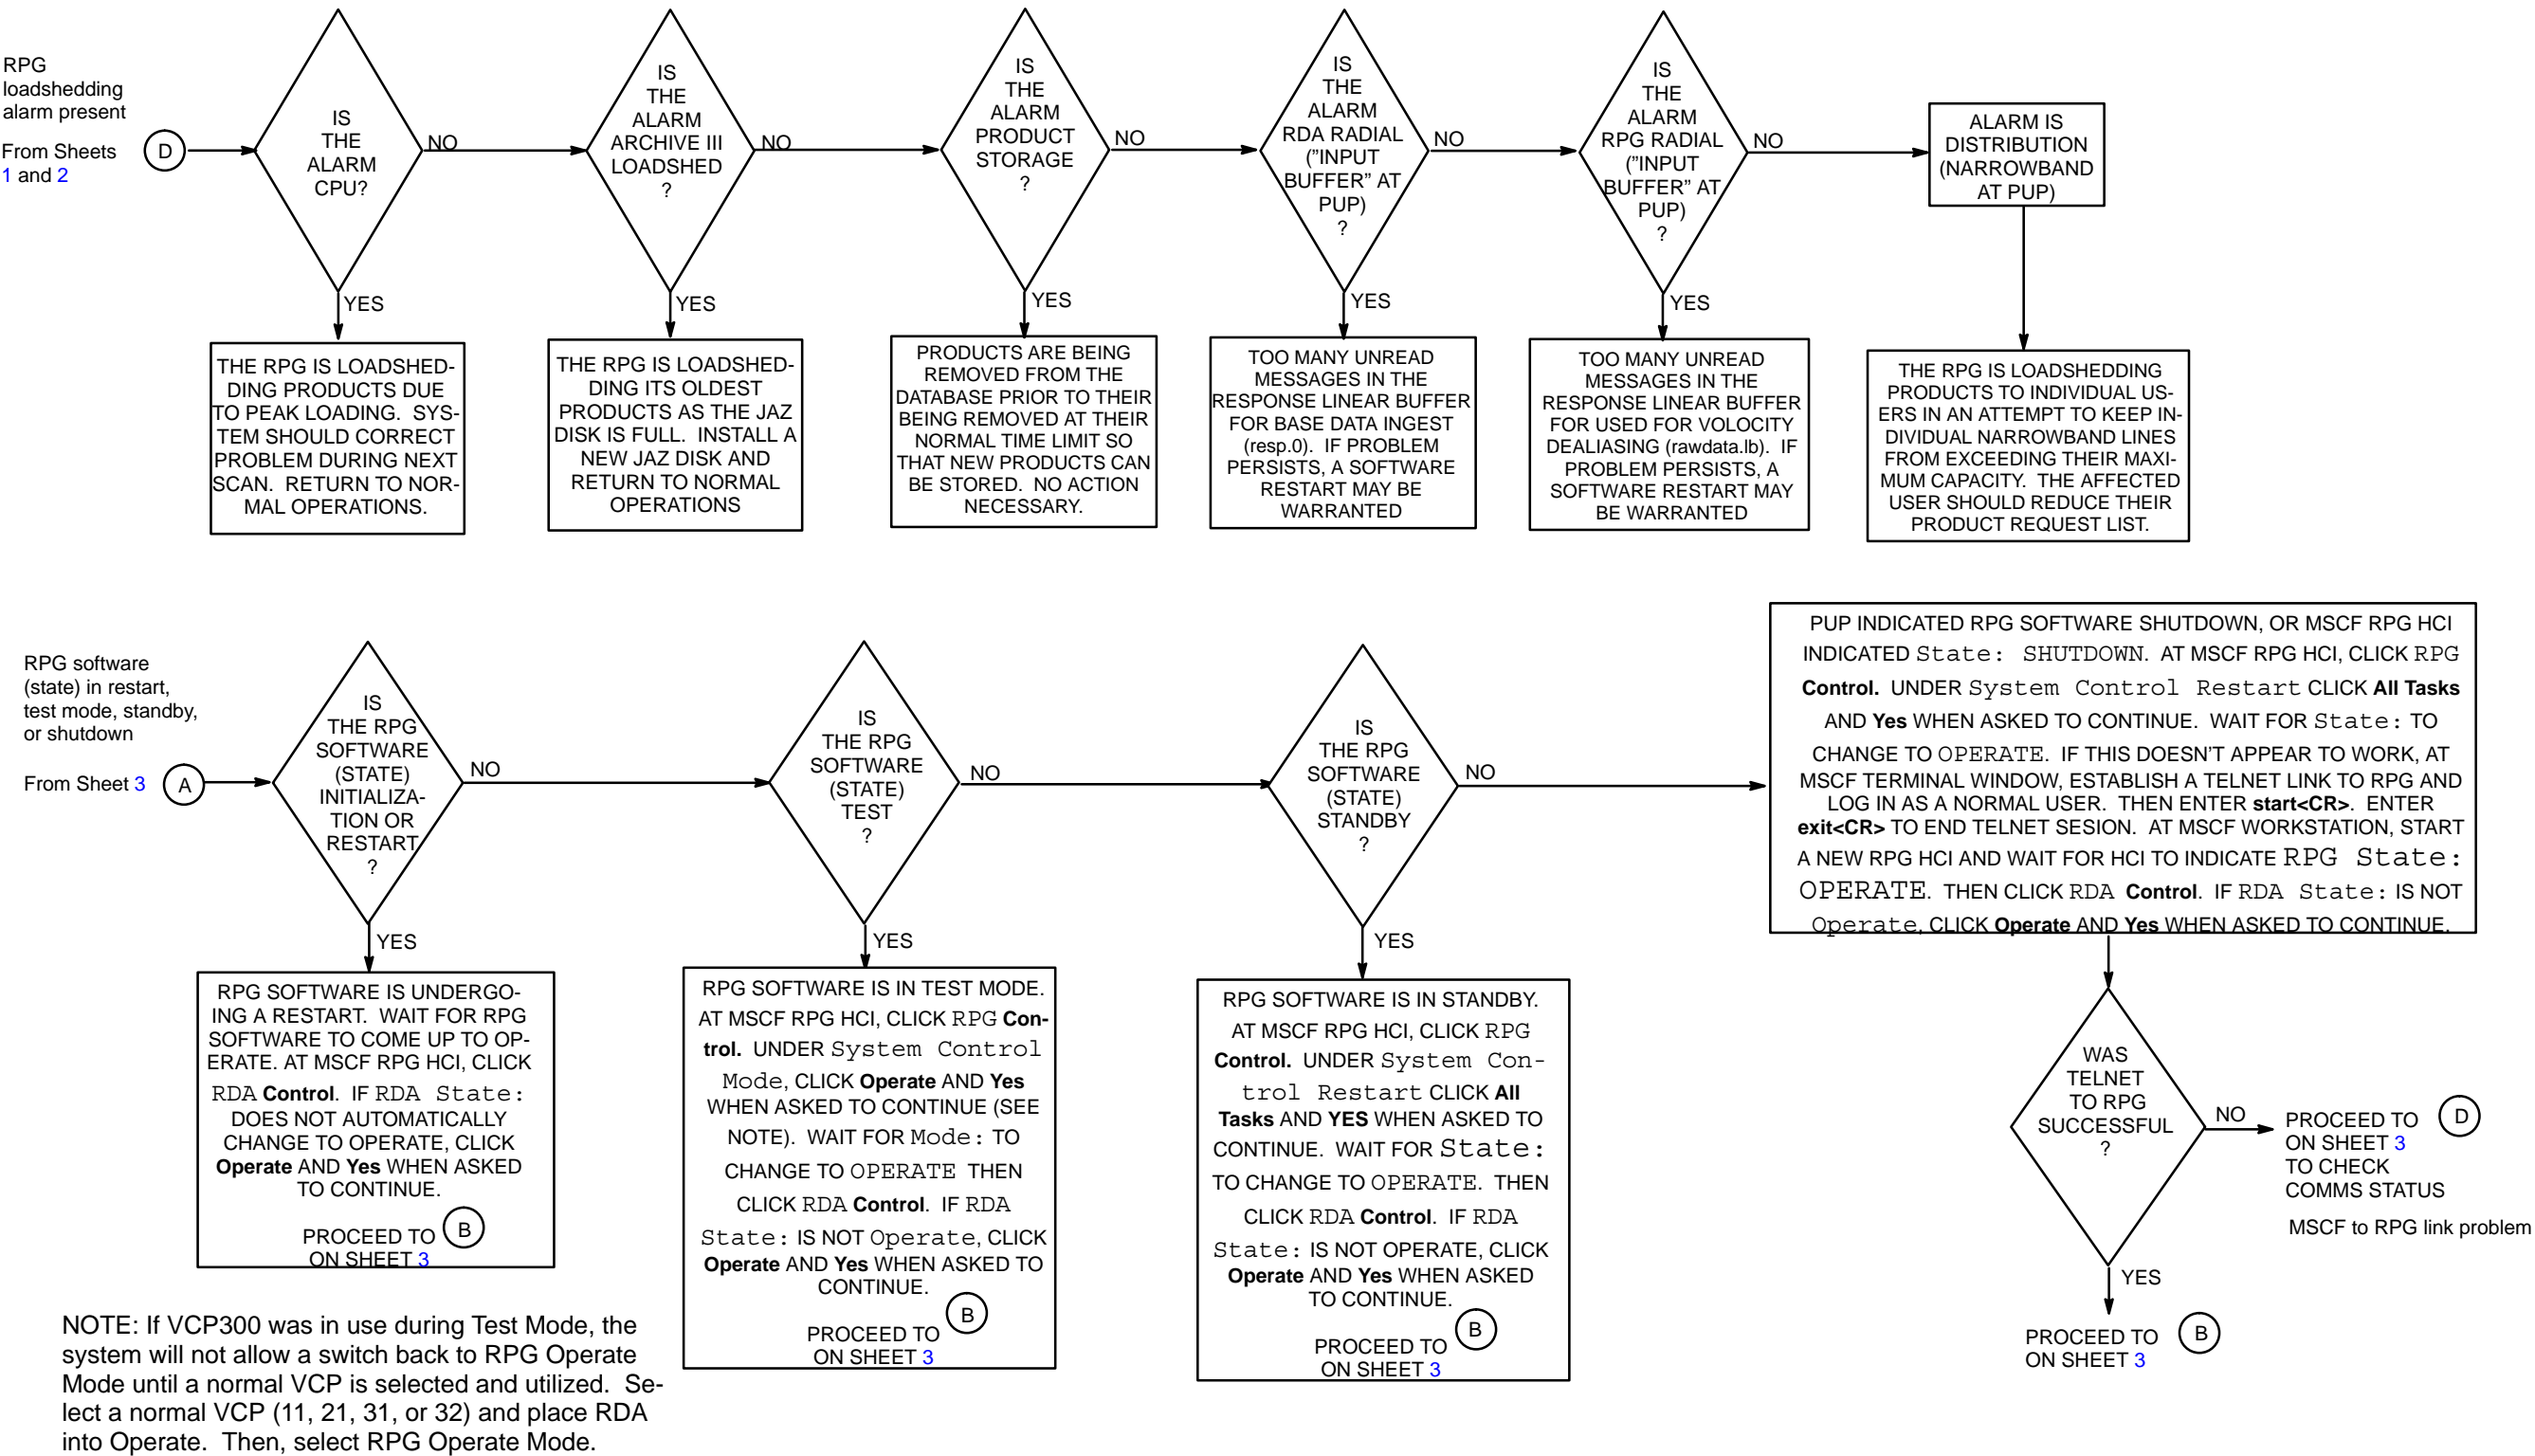 RPG
loadshedding
alarm present
From Sheets
1 and 2
D
IS
THE
ALARM
CPU?
NO
YES
THE RPG IS LOADSHED-
DING PRODUCTS DUE
TO PEAK LOADING. SYS-
TEM SHOULD CORRECT
PROBLEM DURING NEXT
SCAN. RETURN TO NOR-
MAL OPERATIONS.
IS
THE
ALARM
ARCHIVE III
LOADSHED
?
NO
YES
THE RPG IS LOADSHED-
DING ITS OLDEST
PRODUCTS AS THE JAZ
DISK IS FULL. INSTALL A
NEW JAZ DISK AND
RETURN TO NORMAL
OPERATIONS
IS
THE
ALARM
PRODUCT
STORAGE
?
NO
YES
PRODUCTS ARE BEING
REMOVED FROM THE
DATABASE PRIOR TO THEIR
BEING REMOVED AT THEIR
NORMAL TIME LIMIT SO
THAT NEW PRODUCTS CAN
BE STORED. NO ACTION
NECESSARY.
IS
THE
ALARM
RDA RADIAL
(”INPUT
BUFFER” AT
PUP)
?
NO
YES
TOO MANY UNREAD
MESSAGES IN THE
RESPONSE LINEAR BUFFER
FOR BASE DATA INGEST
(resp.0). IF PROBLEM
PERSISTS, A SOFTWARE
RESTART MAY BE
WARRANTED
IS
THE
ALARM
RPG RADIAL
(”INPUT
BUFFER” AT
PUP)
?
NO
YES
TOO MANY UNREAD
MESSAGES IN THE
RESPONSE LINEAR BUFFER
FOR USED FOR VOLOCITY
DEALIASING (rawdata.lb). IF
PROBLEM PERSISTS, A
SOFTWARE RESTART MAY
BE WARRANTED
ALARM IS
DISTRIBUTION
(NARROWBAND
AT PUP)
THE RPG IS LOADSHEDDING
PRODUCTS TO INDIVIDUAL US-
ERS IN AN ATTEMPT TO KEEP IN-
DIVIDUAL NARROWBAND LINES
FROM EXCEEDING THEIR MAXI-
MUM CAPACITY. THE AFFECTED
USER SHOULD REDUCE THEIR
PRODUCT REQUEST LIST.
RPG software
(state) in restart,
test mode, standby,
or shutdown
From Sheet 3
A
IS
THE RPG
SOFTWARE
(STATE)
INITIALIZA-
TION OR
RESTART
?
NO
YES
RPG SOFTWARE IS UNDERGO-
ING A RESTART. WAIT FOR RPG
SOFTWARE TO COME UP TO OP-
ERATE. AT MSCF RPG HCI, CLICK
RDA Control. IF RDA State:
DOES NOT AUTOMATICALLY
CHANGE TO OPERATE, CLICK
Operate AND Yes WHEN ASKED
TO CONTINUE.
PROCEED TO B
ON SHEET 3
IS
THE RPG
SOFTWARE
(STATE)
TEST
?
NO
YES
RPG SOFTWARE IS IN TEST MODE.
AT MSCF RPG HCI, CLICK RPG Con-
trol. UNDER System Control
Mode, CLICK Operate AND Yes
WHEN ASKED TO CONTINUE (SEE
NOTE). WAIT FOR Mode: TO
CHANGE TO OPERATE THEN
CLICK RDA Control. IF RDA
State: IS NOT Operate, CLICK
Operate AND Yes WHEN ASKED TO
CONTINUE.
PROCEED TO B
ON SHEET 3
IS
THE RPG
SOFTWARE
(STATE)
STANDBY
?
NO
YES
RPG SOFTWARE IS IN STANDBY.
AT MSCF RPG HCI, CLICK RPG
Control. UNDER System Con-
trol Restart CLICK All
Tasks AND YES WHEN ASKED TO
CONTINUE. WAIT FOR State:
TO CHANGE TO OPERATE. THEN
CLICK RDA Control. IF RDA
State: IS NOT OPERATE, CLICK
Operate AND Yes WHEN ASKED
TO CONTINUE.
PROCEED TO B
ON SHEET 3
PUP INDICATED RPG SOFTWARE SHUTDOWN, OR MSCF RPG HCI
INDICATED State: SHUTDOWN. AT MSCF RPG HCI, CLICK RPG
Control. UNDER System Control Restart CLICK All Tasks
AND Yes WHEN ASKED TO CONTINUE. WAIT FOR State: TO
CHANGE TO OPERATE. IF THIS DOESN'T APPEAR TO WORK, AT
MSCF TERMINAL WINDOW, ESTABLISH A TELNET LINK TO RPG AND
LOG IN AS A NORMAL USER. THEN ENTER start<CR>. ENTER
exit<CR> TO END TELNET SESION. AT MSCF WORKSTATION, START
A NEW RPG HCI AND WAIT FOR HCI TO INDICATE RPG State:
OPERATE. THEN CLICK RDA Control. IF RDA State: IS NOT
Operate, CLICK Operate AND Yes WHEN ASKED TO CONTINUE.
WAS
TELNET
TO RPG
SUCCESSFUL
?
NO
PROCEED TO D
ON SHEET 3
TO CHECK
COMMS STATUS
MSCF to RPG link problem
YES
PROCEED TO B
ON SHEET 3
NOTE: If VCP300 was in use during Test Mode, the
system will not allow a switch back to RPG Operate
Mode until a normal VCP is selected and utilized. Se-
lect a normal VCP (11, 21, 31, or 32) and place RDA
into Operate. Then, select RPG Operate Mode.